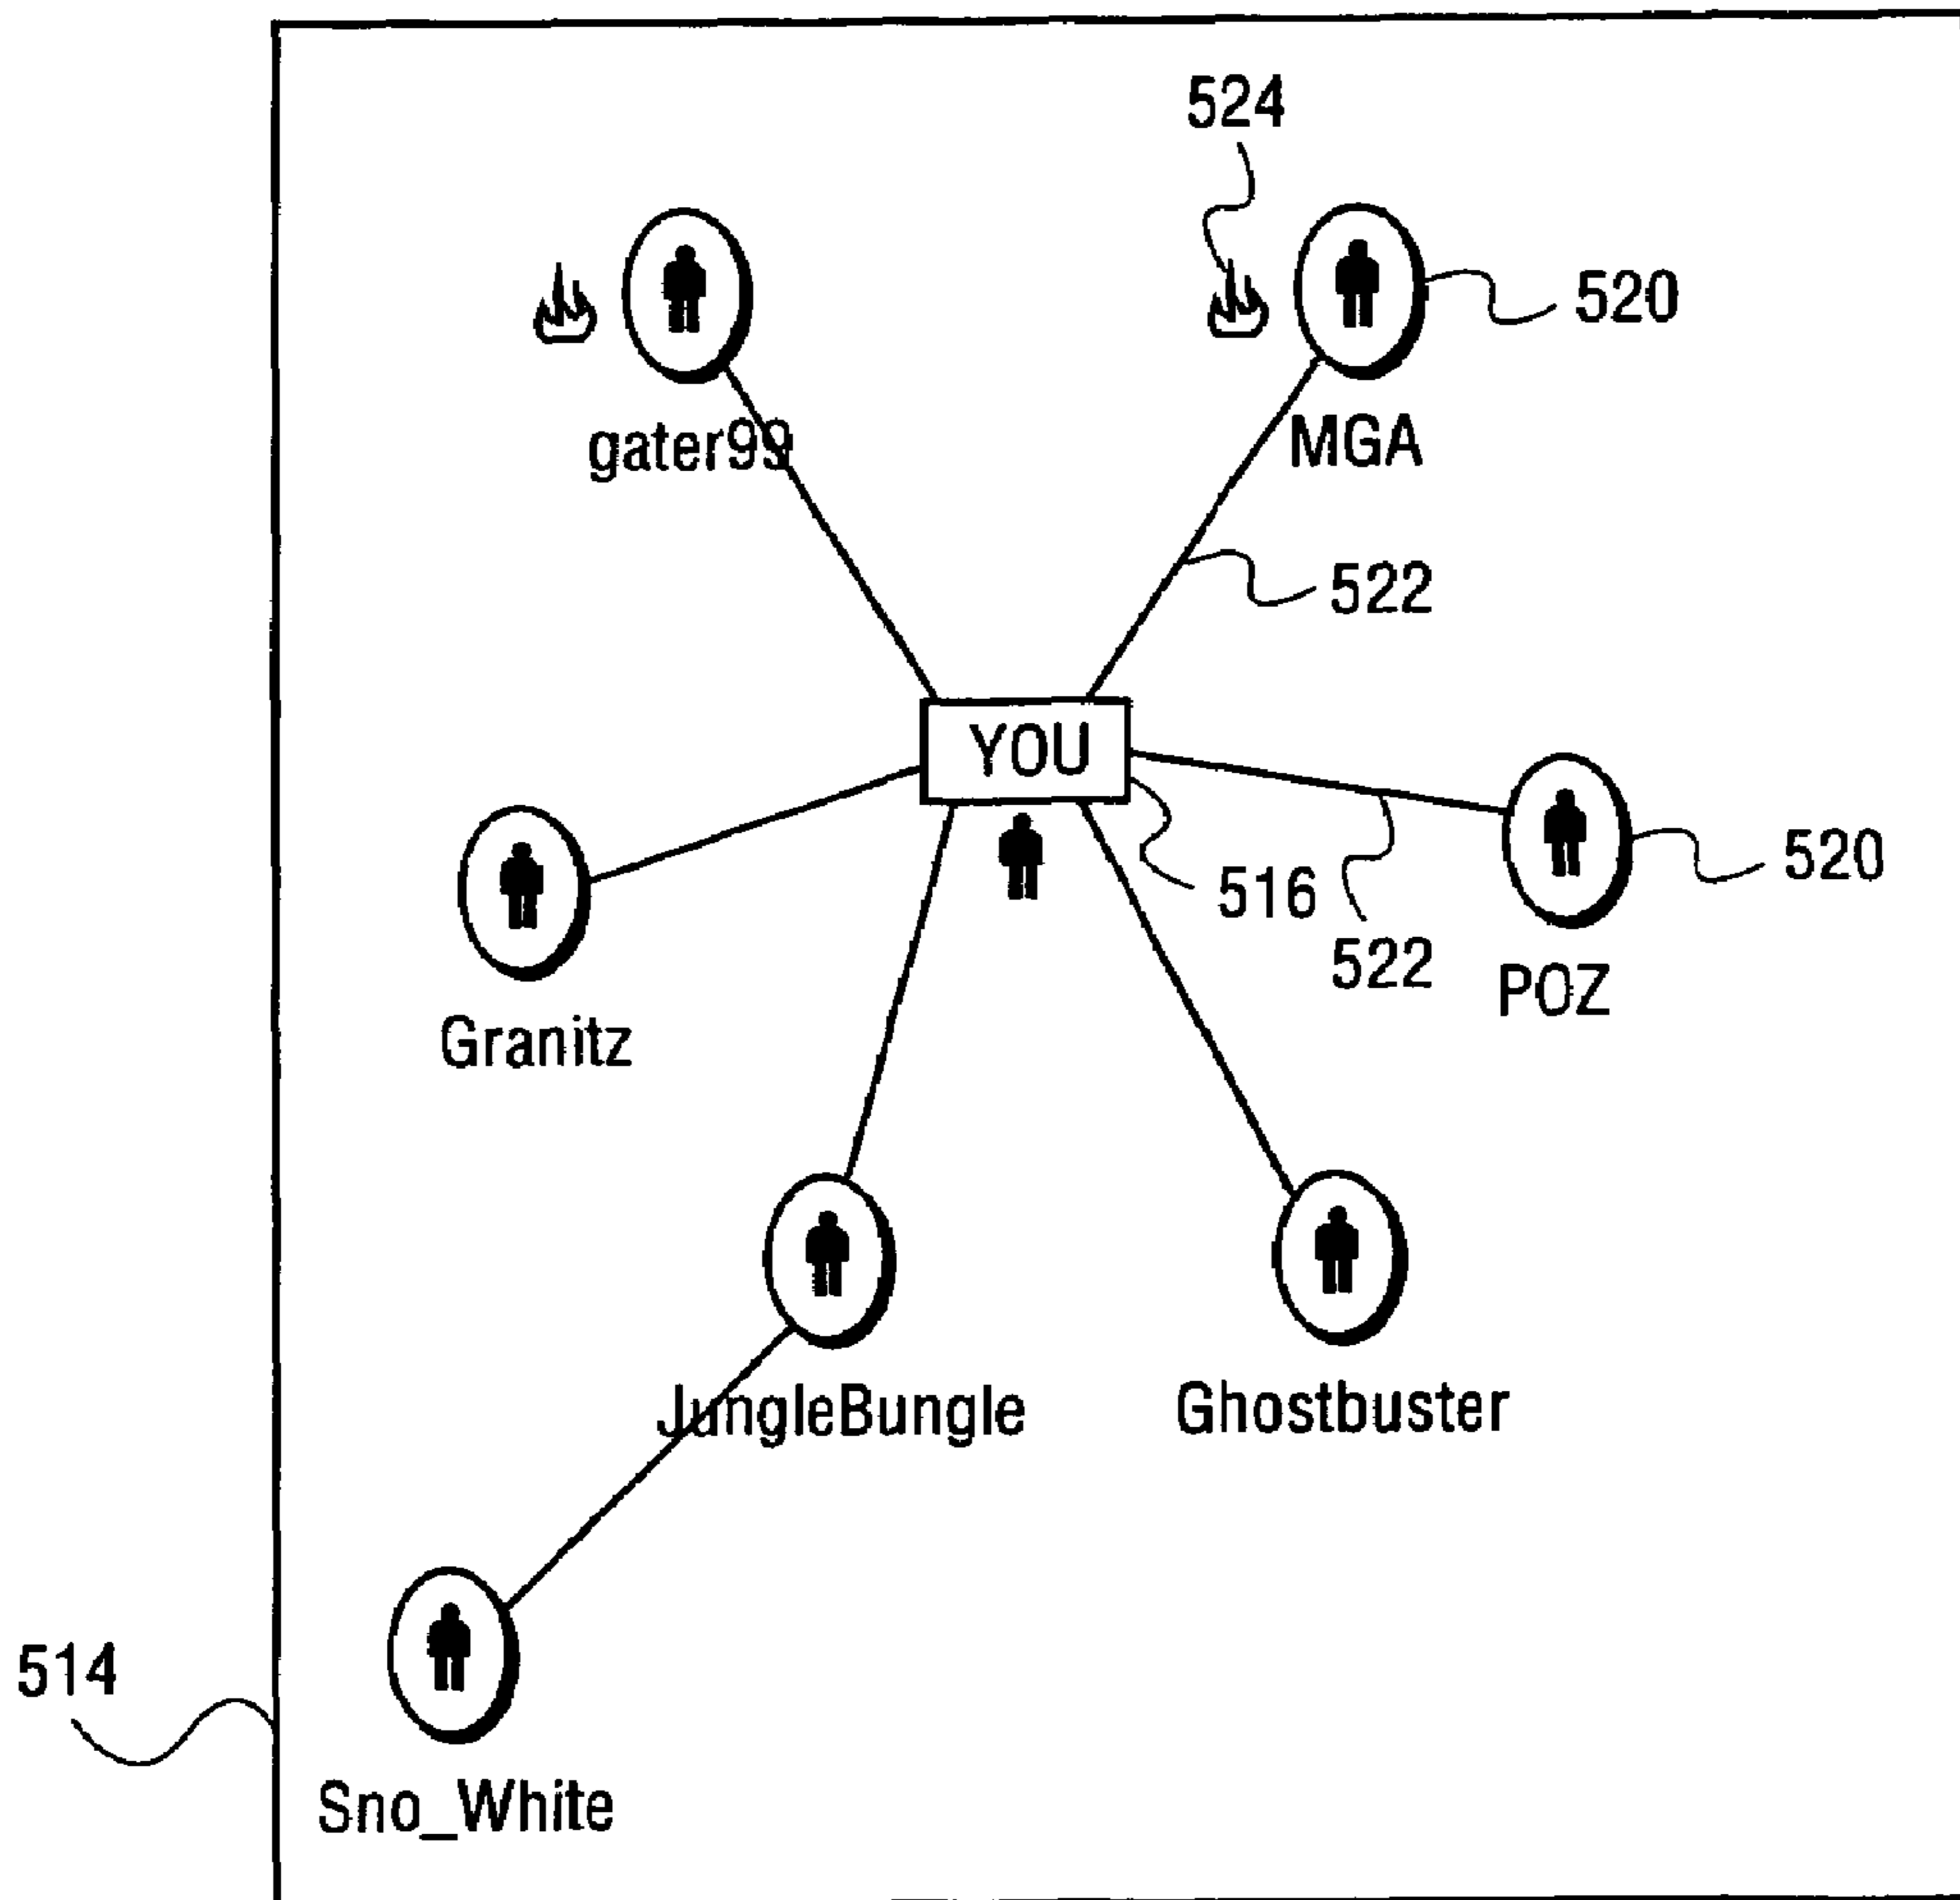 524
520
gater99
MGA
522
YOU
520
516
522
POZ
Granitz
JungleBungle
Ghostbuster
514
Sno_White